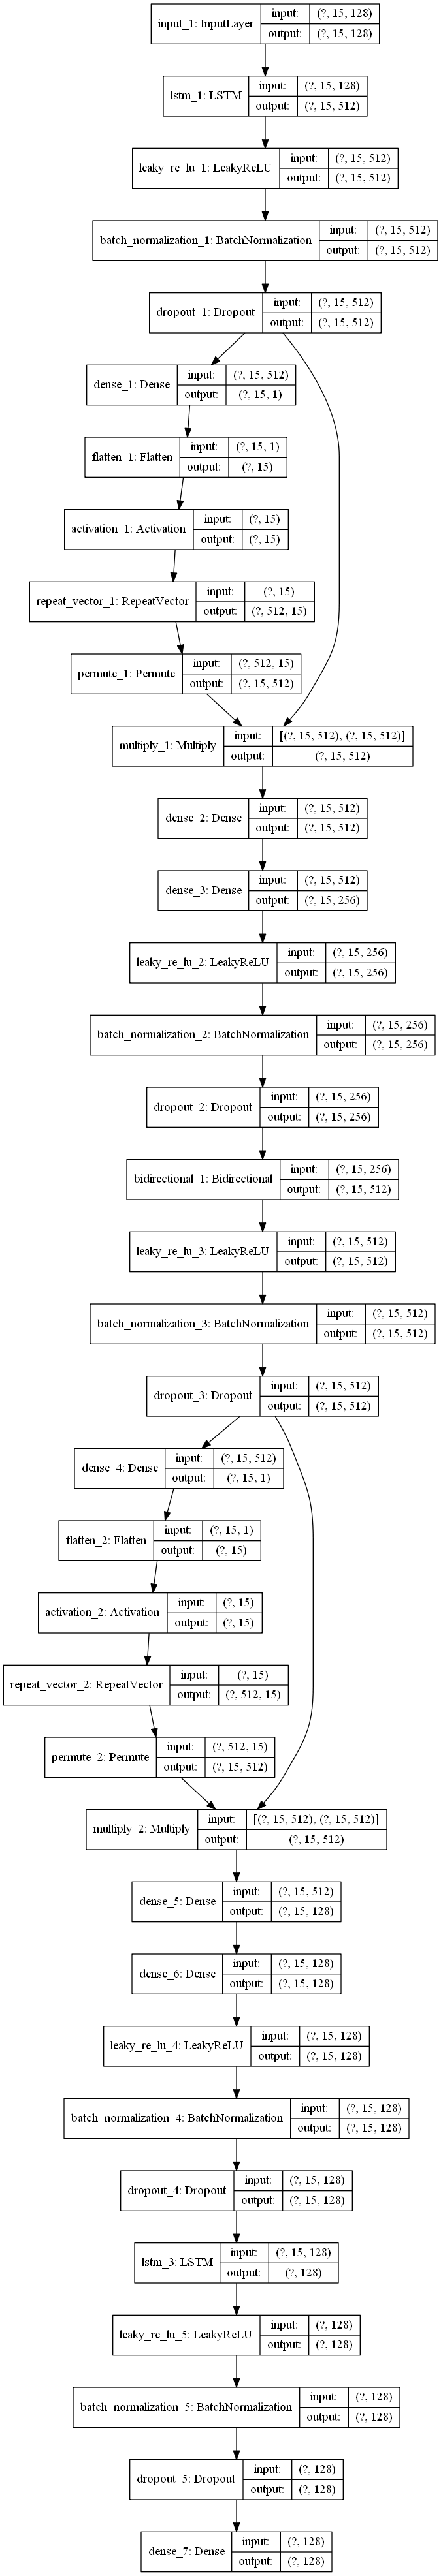 input_1: InputLayer
input: (?, 15, 128)
output: (?, 15, 128)
lstm_1: LSTM
input: (?, 15, 128)
output: (?, 15, 512)
leaky_re_lu_1: LeakyReLU
input: (?, 15, 512)
output: (?, 15, 512)
batch_normalization_1: BatchNormalization
input: (?, 15, 512)
output: (?, 15, 512)
dropout_1: Dropout
input: (?, 15, 512)
output: (?, 15, 512)
dense_1: Dense
input: (?, 15, 512)
output: (?, 15, 1)
flatten_1: Flatten
input: (?, 15, 1)
output: (?, 15)
activation_1: Activation
input: (?, 15)
output: (?, 15)
repeat_vector_1: RepeatVector
input: (?, 15)
output: (?, 512, 15)
permute_1: Permute
input: (?, 512, 15)
output: (?, 15, 512)
multiply_1: Multiply
input: [(?, 15, 512), (?, 15, 512)]
output: (?, 15, 512)
dense_2: Dense
input: (?, 15, 512)
output: (?, 15, 512)
dense_3: Dense
input: (?, 15, 512)
output: (?, 15, 256)
leaky_re_lu_2: LeakyReLU
input: (?, 15, 256)
output: (?, 15, 256)
batch_normalization_2: BatchNormalization
input: (?, 15, 256)
output: (?, 15, 256)
dropout_2: Dropout
input: (?, 15, 256)
output: (?, 15, 256)
bidirectional_1: Bidirectional
input: (?, 15, 256)
output: (?, 15, 512)
leaky_re_lu_3: LeakyReLU
input: (?, 15, 512)
output: (?, 15, 512)
batch_normalization_3: BatchNormalization
input: (?, 15, 512)
output: (?, 15, 512)
dropout_3: Dropout
input: (?, 15, 512)
output: (?, 15, 512)
dense_4: Dense
input: (?, 15, 512)
output: (?, 15, 1)
flatten_2: Flatten
input: (?, 15, 1)
output: (?, 15)
activation_2: Activation
input: (?, 15)
output: (?, 15)
repeat_vector_2: RepeatVector
input: (?, 15)
output: (?, 512, 15)
permute_2: Permute
input: (?, 512, 15)
output: (?, 15, 512)
multiply_2: Multiply
input: [(?, 15, 512), (?, 15, 512)]
output: (?, 15, 512)
dense_5: Dense
input: (?, 15, 512)
output: (?, 15, 128)
dense_6: Dense
input: (?, 15, 128)
output: (?, 15, 128)
leaky_re_lu_4: LeakyReLU
input: (?, 15, 128)
output: (?, 15, 128)
batch_normalization_4: BatchNormalization
input: (?, 15, 128)
output: (?, 15, 128)
dropout_4: Dropout
input: (?, 15, 128)
output: (?, 15, 128)
lstm_3: LSTM
input: (?, 15, 128)
output: (?, 128)
leaky_re_lu_5: LeakyReLU
input: (?, 128)
output: (?, 128)
batch_normalization_5: BatchNormalization
input: (?, 128)
output: (?, 128)
dropout_5: Dropout
input: (?, 128)
output: (?, 128)
dense_7: Dense
input: (?, 128)
output: (?, 128)